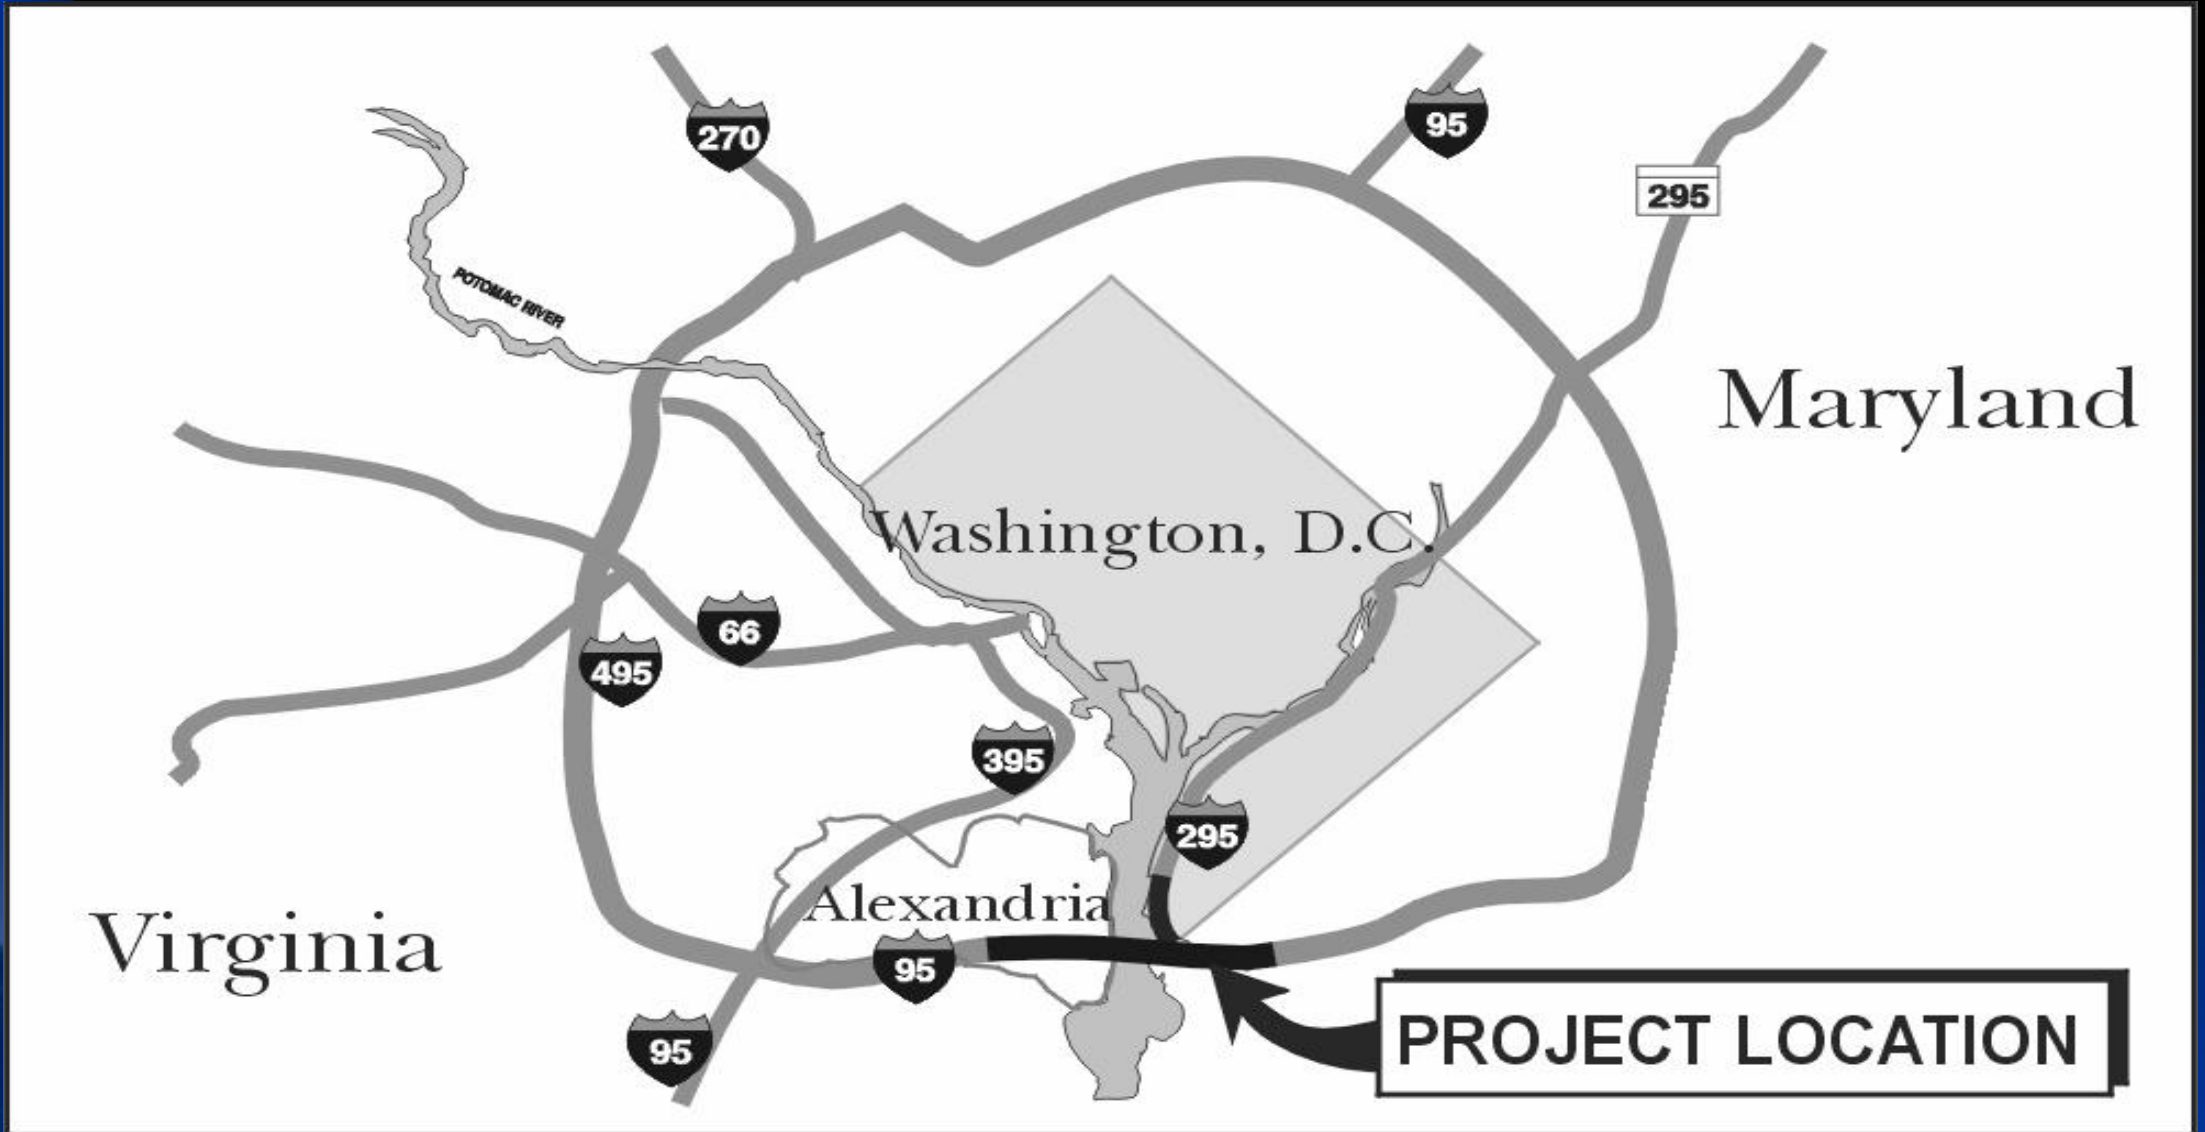 270
95
295
POTOMAC RIVER
Maryland
Washington, D.C.
66
495
395
295
Alexandria
Virginia
95
95
PROJECT LOCATION